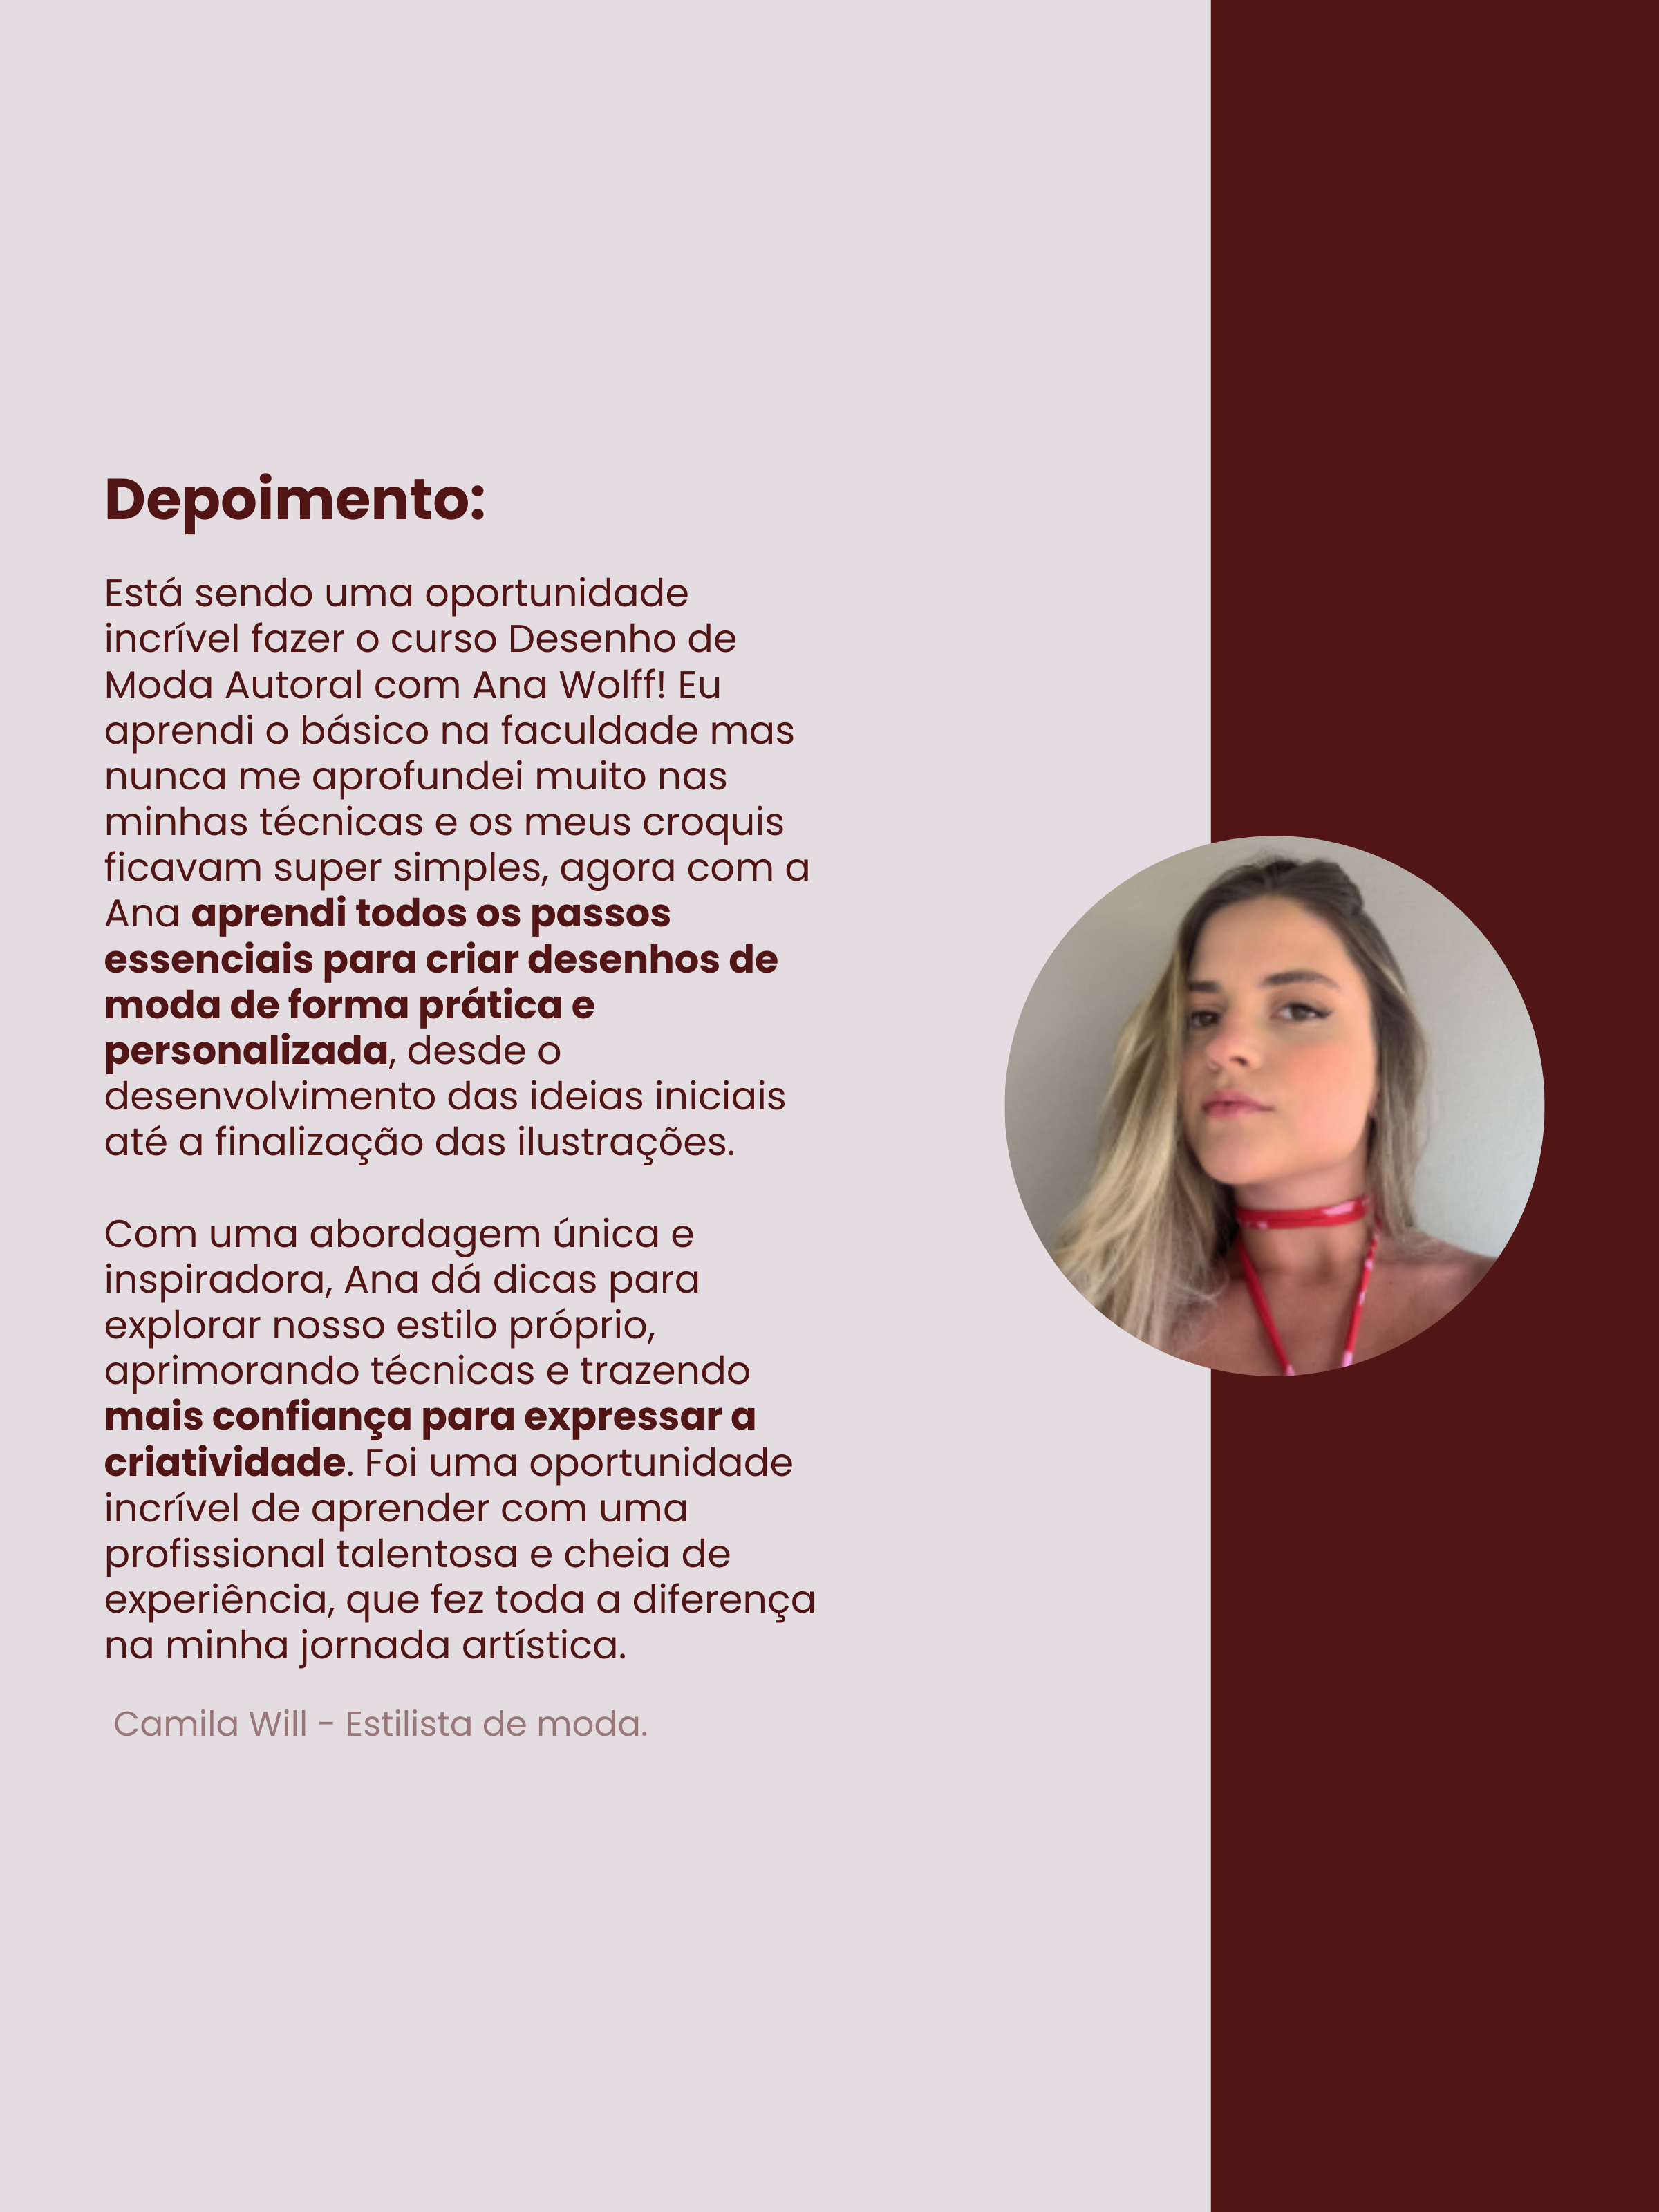 Depoimento:
Está sendo uma oportunidade
incrível fazer o curso Desenho de
Moda Autoral com Ana Wolff! Eu
aprendi o básico na faculdade mas
nunca me aprofundei muito nas
minhas técnicas e os meus croquis
ficavam super simples, agora com a
Ana aprendi todos os passos
essenciais para criar desenhos de
moda de forma prática e
personalizada, desde o
desenvolvimento das ideias iniciais
até a finalização das ilustrações.
Com uma abordagem única e
inspiradora, Ana dá dicas para
explorar nosso estilo próprio,
aprimorando técnicas e trazendo
mais confiança para expressar a
criatividade. Foi uma oportunidade
incrível de aprender com uma
profissional talentosa e cheia de
experiência, que fez toda a diferença
na minha jornada artística.
Camila Will - Estilista de moda.